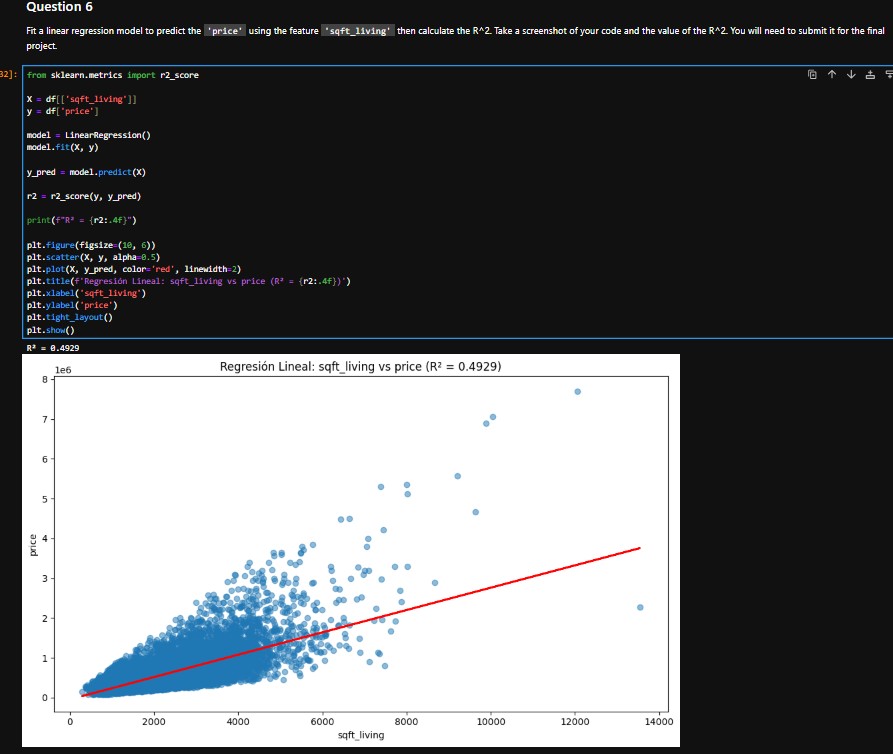 Question 6
Fit a linear regression model to predict the 'price' using the feature 'sqft_living' then calculate the R^2. Take a screenshot of your code and the value of the R^2. You will need to submit it for the final
project.
32]:
from sklearn.metrics import r2_score
X = df[['sqft_living']]
y = df['price']
model = LinearRegression()
model.fit(X, y)
y_pred = model.predict(X)
r2 = r2_score(y, y_pred)
print(f"R² = {r2:.4f}")
plt.figure(figsize=(10, 6))
plt.scatter(X, y, alpha=0.5)
plt.plot(X, y_pred, color='red', linewidth=2)
plt.title(f'Regresión Lineal: sqft_living vs price (R² = {r2:.4f})')
plt.xlabel('sqft_living')
plt.ylabel('price')
plt.tight_layout()
plt.show()
R² = 0.4929
Regresión Lineal: sqft_living vs price (R² = 0.4929)
1e6
8
7
6
5
4
3
2
1
0
price
0 2000 4000 6000 8000 10000 12000 14000
sqft_living